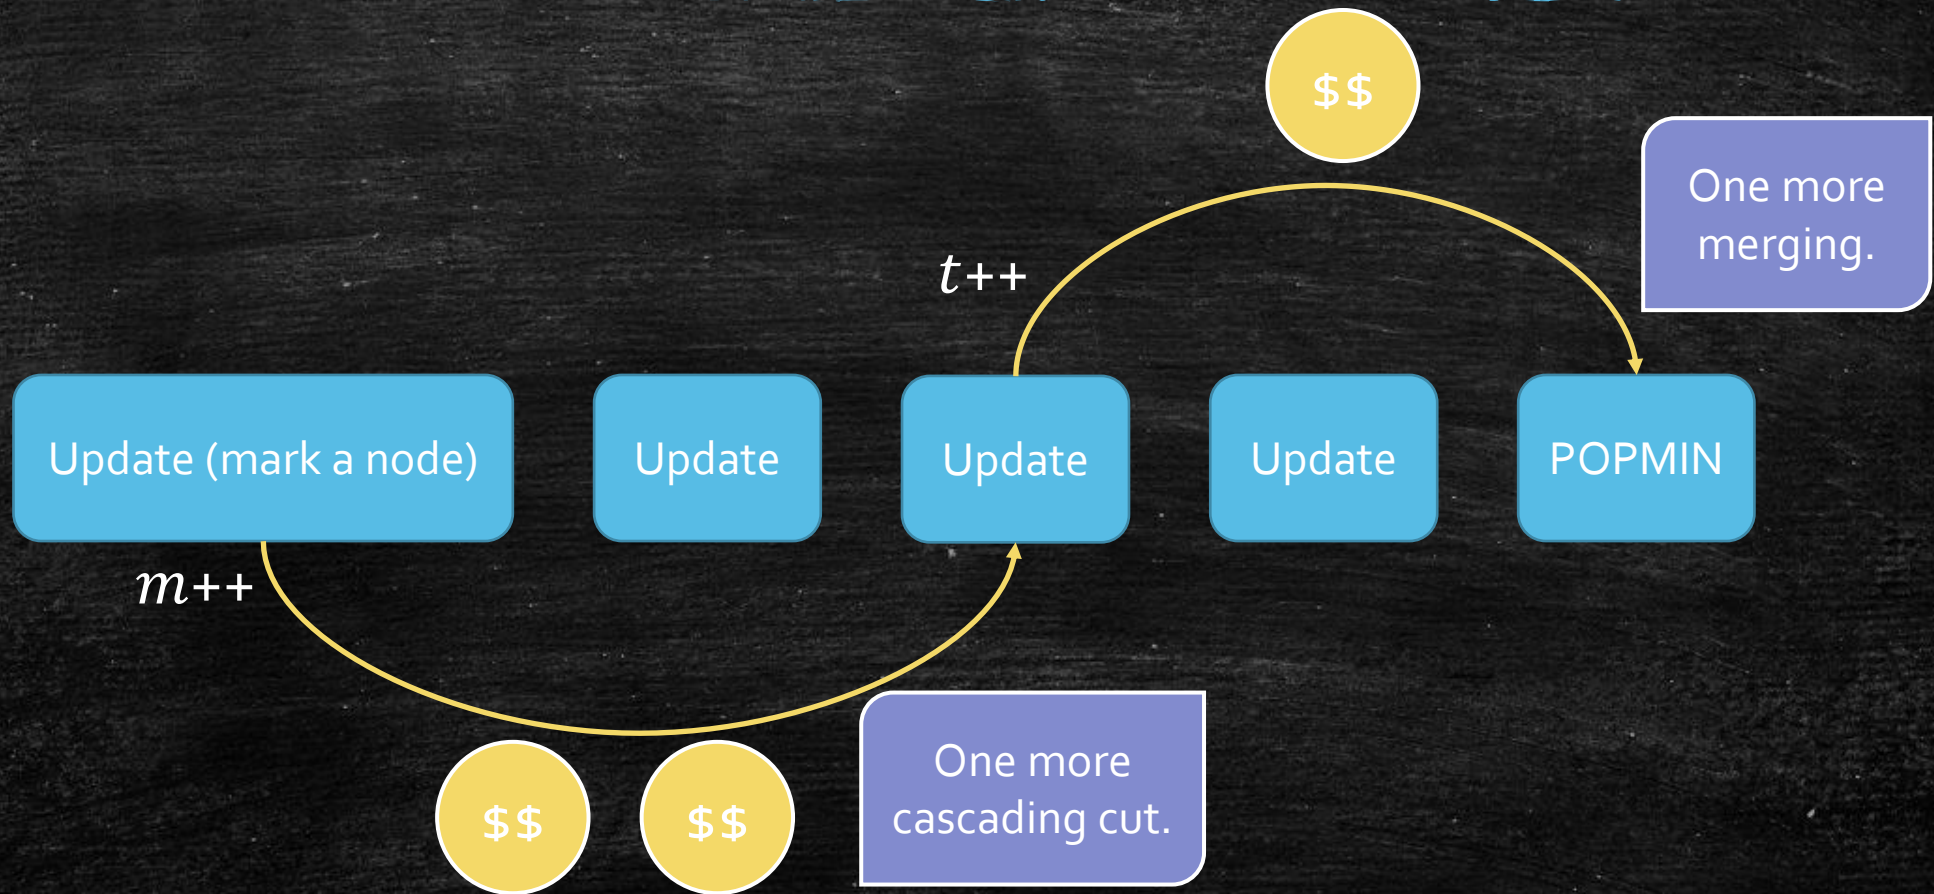 $$
One more
merging.
t++
Update (mark a node)
Update
Update
Update
POPMIN
m++
One more
cascading cut.
$$
$$